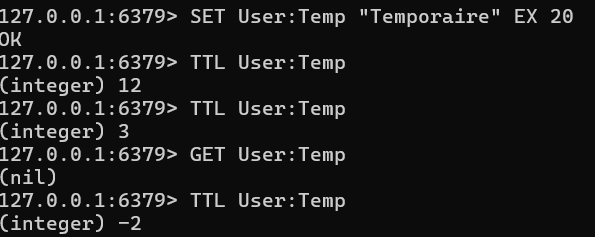 127.0.0.1:6379> SET User:Temp "Temporaire" EX 20
OK
127.0.0.1:6379> TTL User:Temp
(integer) 12
127.0.0.1:6379> TTL User:Temp
(integer) 3
127.0.0.1:6379> GET User:Temp
(nil)
127.0.0.1:6379> TTL User:Temp
(integer) -2